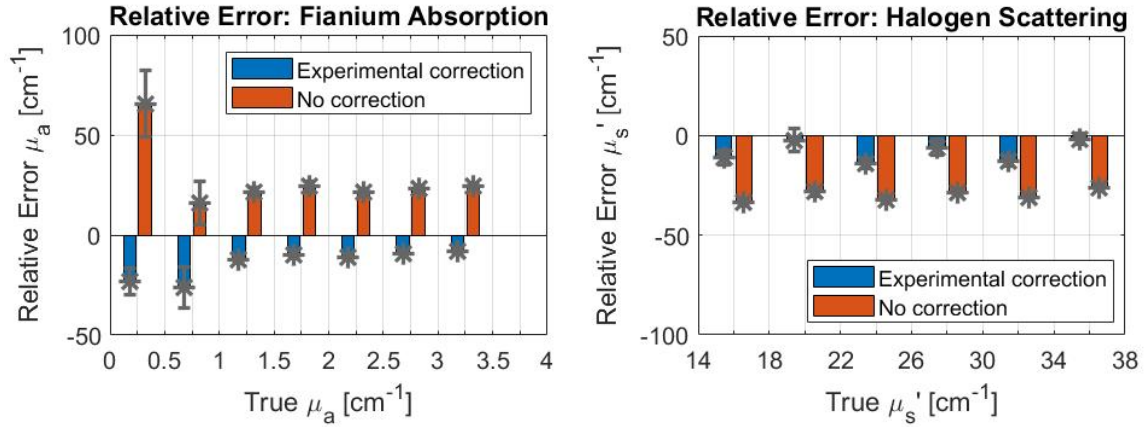 Relative Error: Fianium Absorption
100
50
0
-50
Relative Error μa [cm-1]
Experimental correction
No correction
0 0.5 1 1.5 2 2.5 3 3.5 4
True μa [cm-1]
Relative Error: Halogen Scattering
50
0
-50
-100
Relative Error μs' [cm-1]
Experimental correction
No correction
14 18 22 26 30 34 38
True μs' [cm-1]